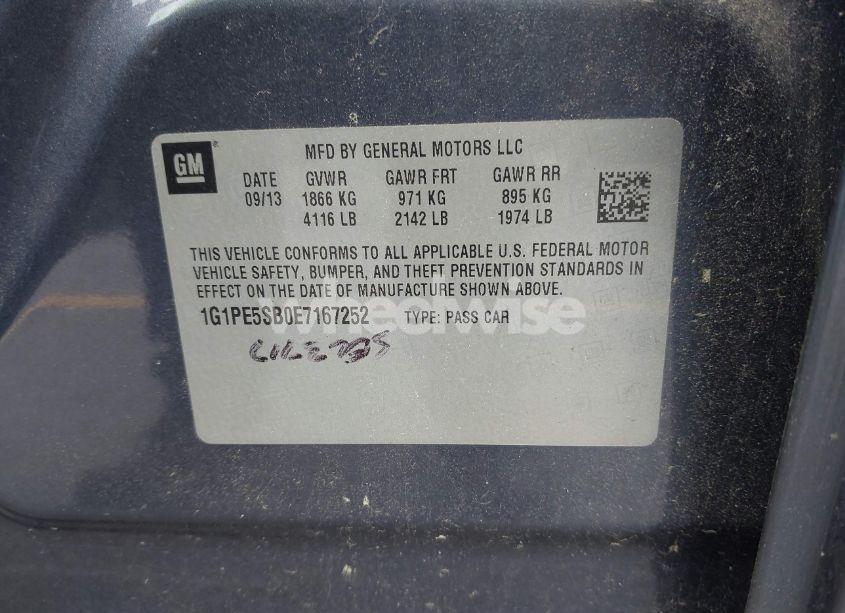 GM
MFD BY GENERAL MOTORS LLC
DATE GVWR GAWR FRT GAWR RR
09/13 1866 KG 971 KG 895 KG
4116 LB 2142 LB 1974 LB
THIS VEHICLE CONFORMS TO ALL APPLICABLE U.S. FEDERAL MOTOR
VEHICLE SAFETY, BUMPER, AND THEFT PREVENTION STANDARDS IN
EFFECT ON THE DATE OF MANUFACTURE SHOWN ABOVE.
1G1PE5SB0E7167252 TYPE: PASS CAR
wheelwise